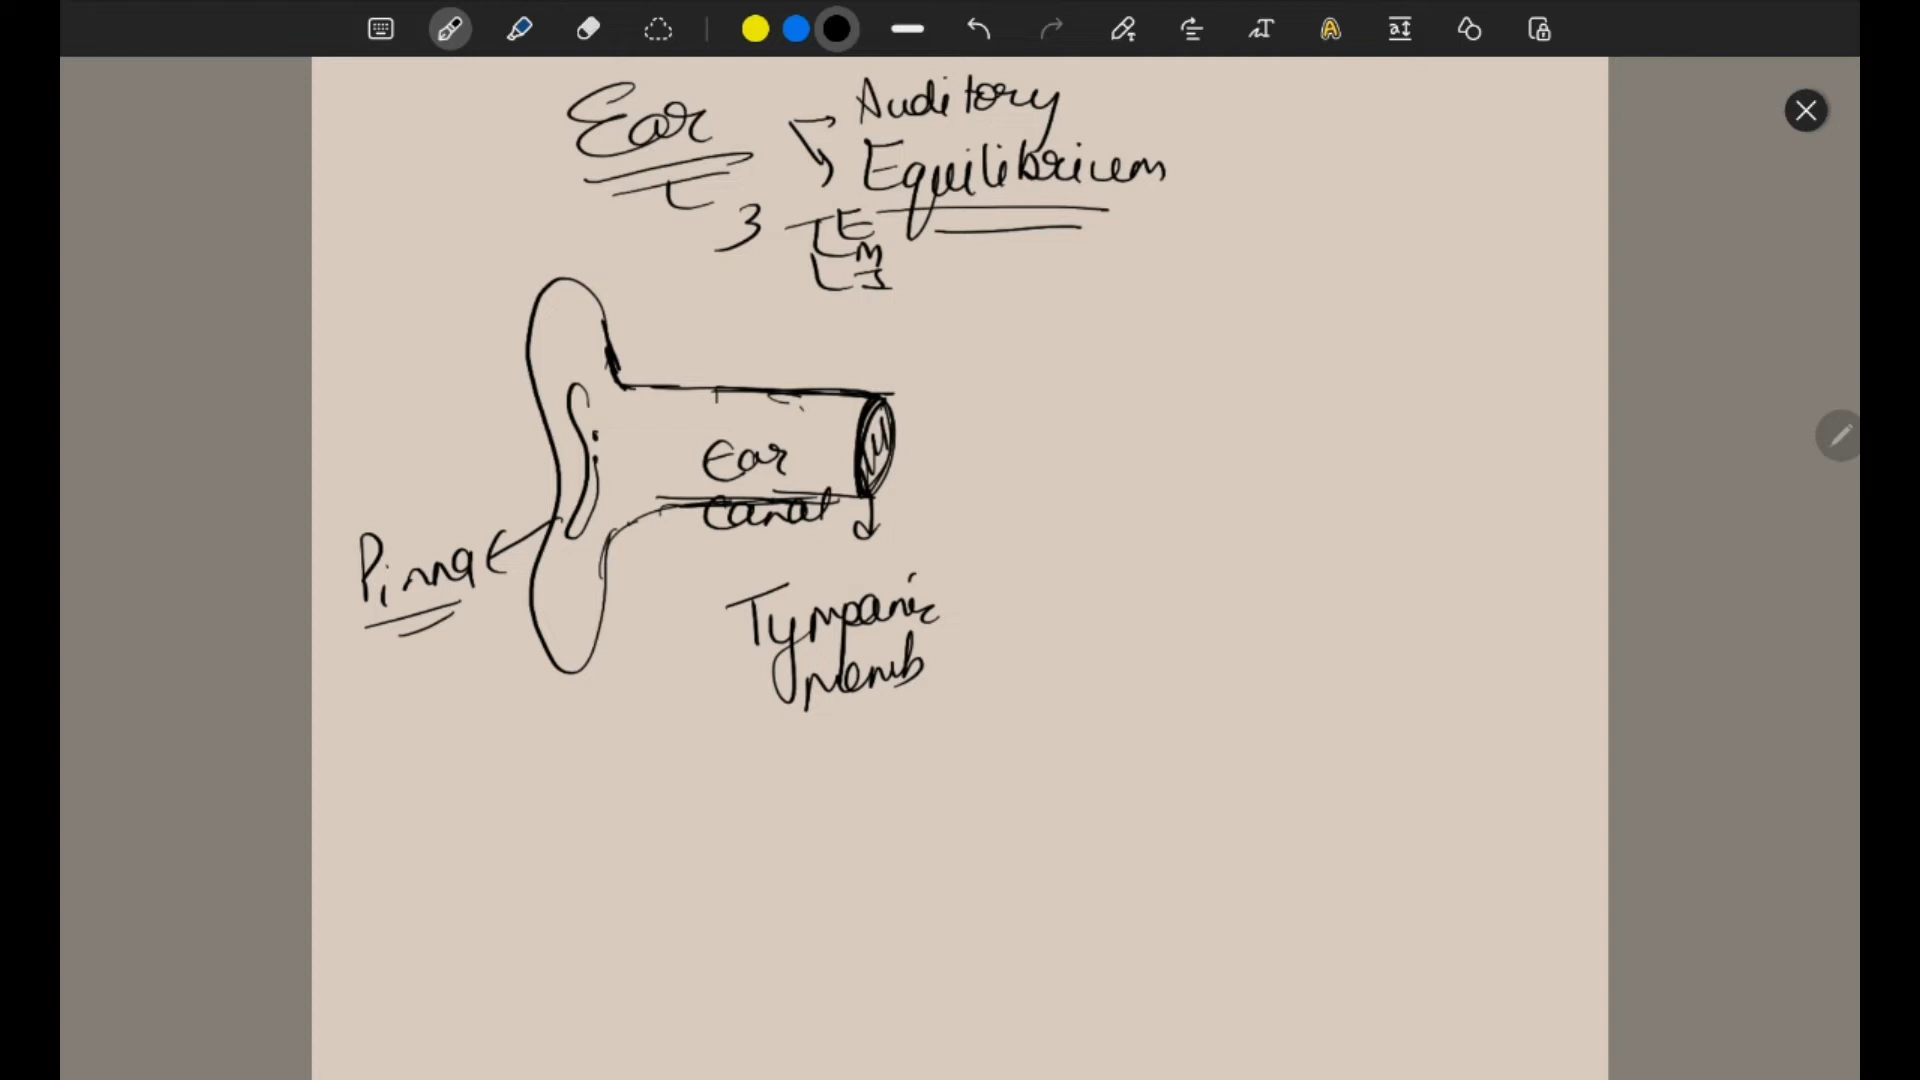 Ear
Auditory
Equilibrium
3
E
M
I
Ear
canal
Pinna
Tympanic
memb